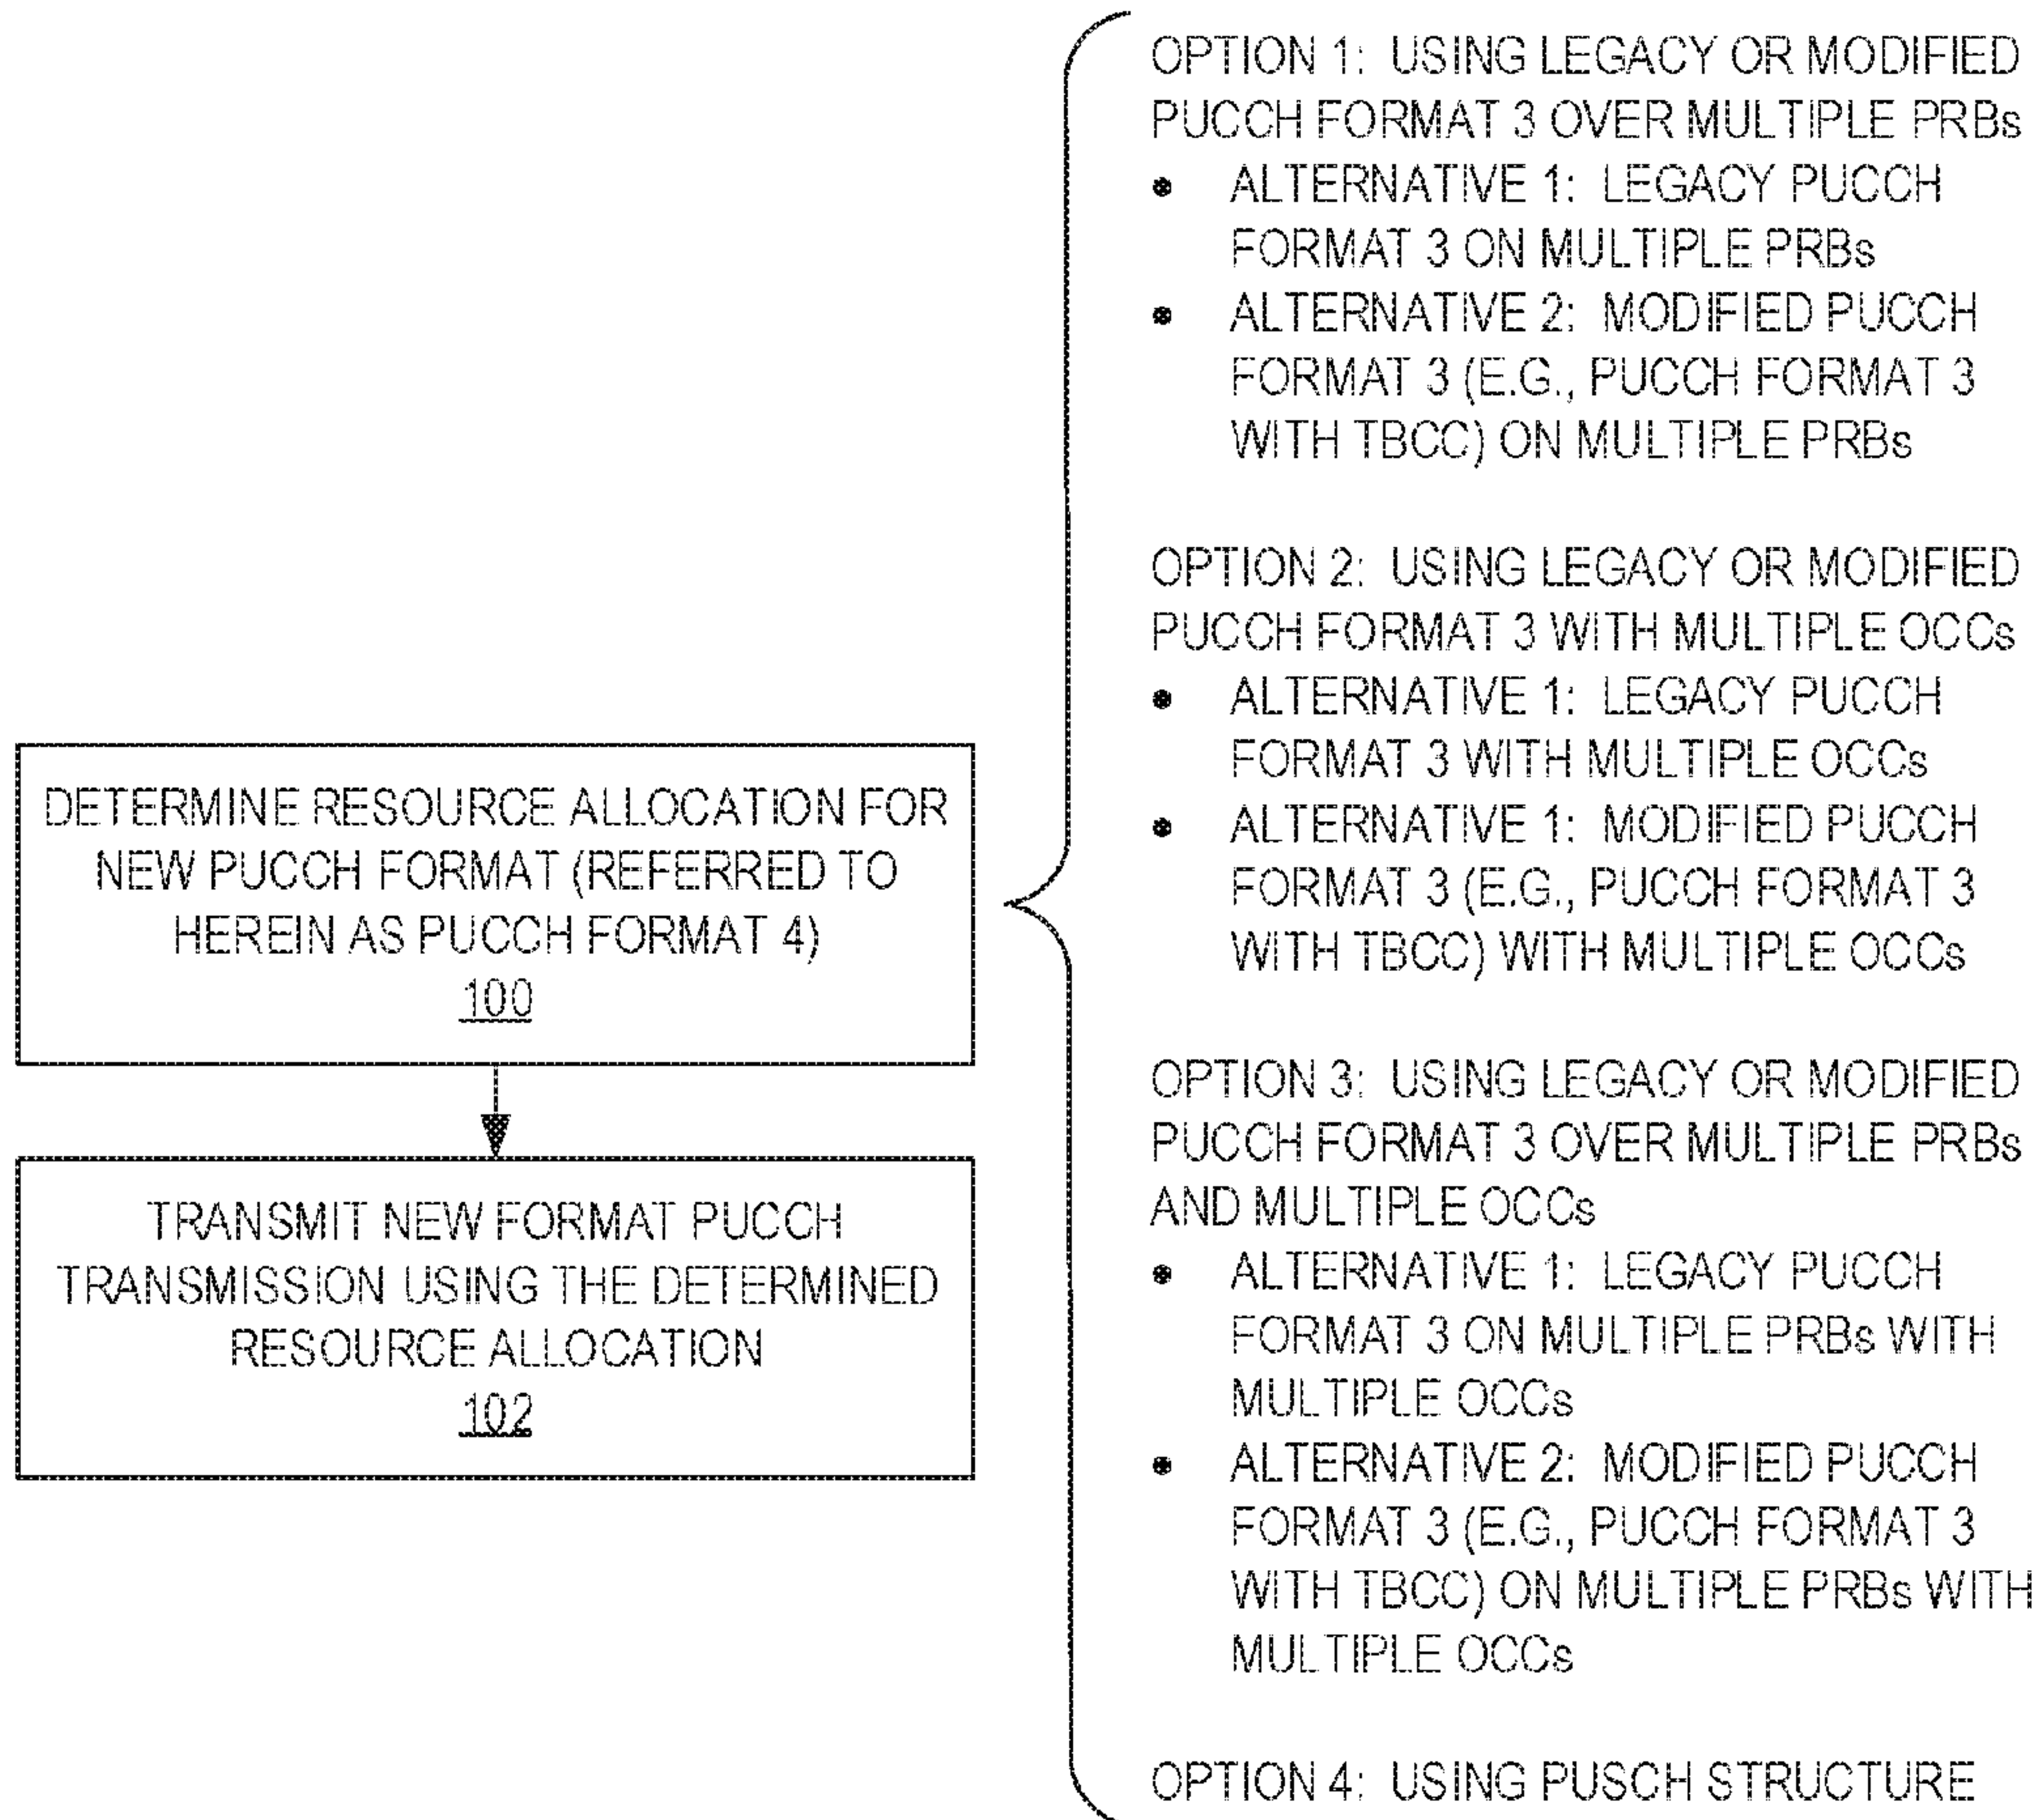 DETERMINE RESOURCE ALLOCATION FOR
NEW PUCCH FORMAT (REFERRED TO
HEREIN AS PUCCH FORMAT 4)
100
TRANSMIT NEW FORMAT PUCCH
TRANSMISSION USING THE DETERMINED
RESOURCE ALLOCATION
102
OPTION 1: USING LEGACY OR MODIFIED
PUCCH FORMAT 3 OVER MULTIPLE PRBs
• ALTERNATIVE 1: LEGACY PUCCH
FORMAT 3 ON MULTIPLE PRBs
• ALTERNATIVE 2: MODIFIED PUCCH
FORMAT 3 (E.G., PUCCH FORMAT 3
WITH TBCC) ON MULTIPLE PRBs
OPTION 2: USING LEGACY OR MODIFIED
PUCCH FORMAT 3 WITH MULTIPLE OCCs
• ALTERNATIVE 1: LEGACY PUCCH
FORMAT 3 WITH MULTIPLE OCCs
• ALTERNATIVE 1: MODIFIED PUCCH
FORMAT 3 (E.G., PUCCH FORMAT 3
WITH TBCC) WITH MULTIPLE OCCs
OPTION 3: USING LEGACY OR MODIFIED
PUCCH FORMAT 3 OVER MULTIPLE PRBs
AND MULTIPLE OCCs
• ALTERNATIVE 1: LEGACY PUCCH
FORMAT 3 ON MULTIPLE PRBs WITH
MULTIPLE OCCs
• ALTERNATIVE 2: MODIFIED PUCCH
FORMAT 3 (E.G., PUCCH FORMAT 3
WITH TBCC) ON MULTIPLE PRBs WITH
MULTIPLE OCCs
OPTION 4: USING PUSCH STRUCTURE